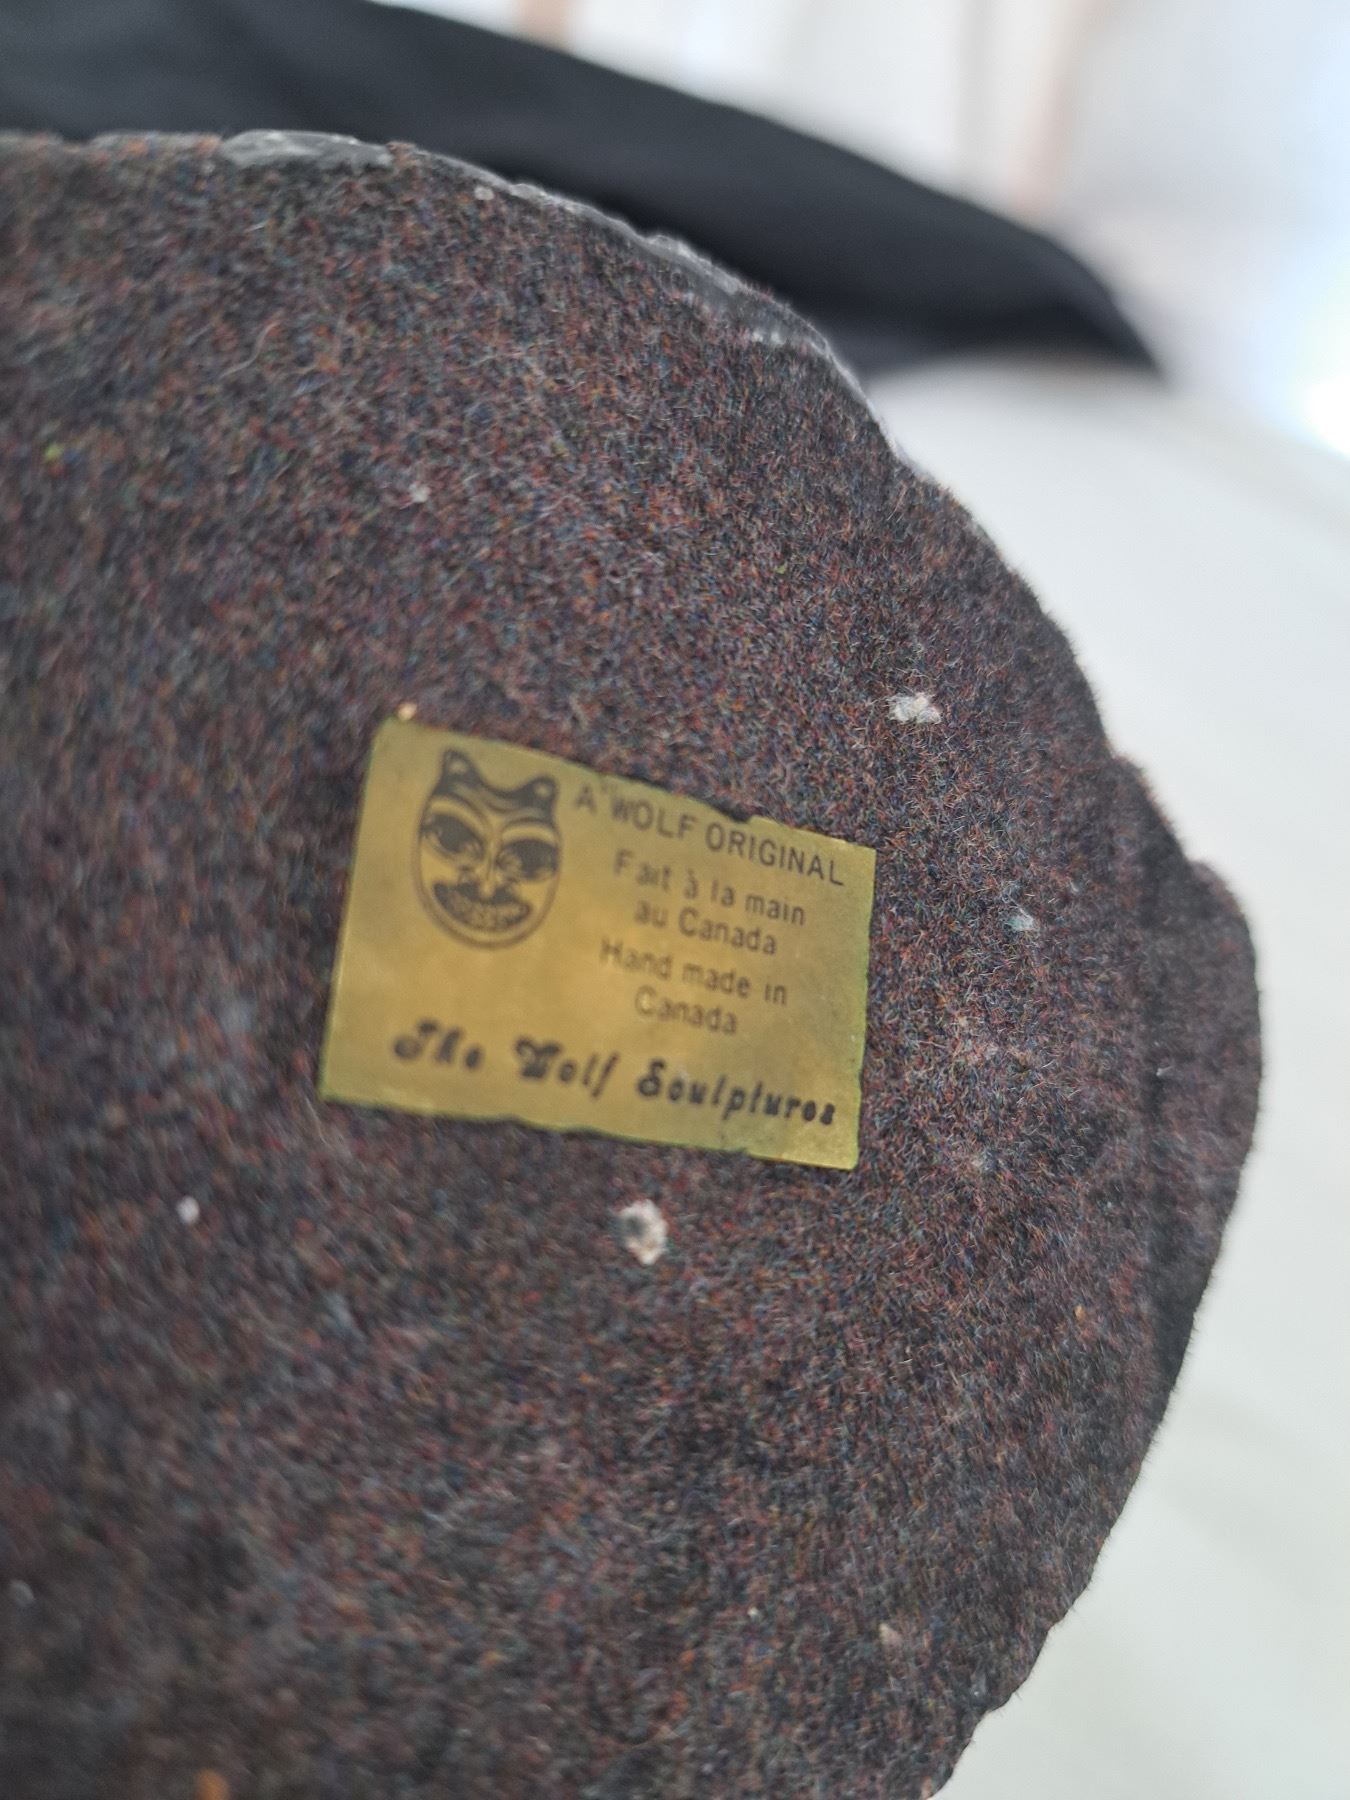 A WOLF ORIGINAL
Fait à la main
au Canada
Hand made in
Canada
The Wolf Sculptures